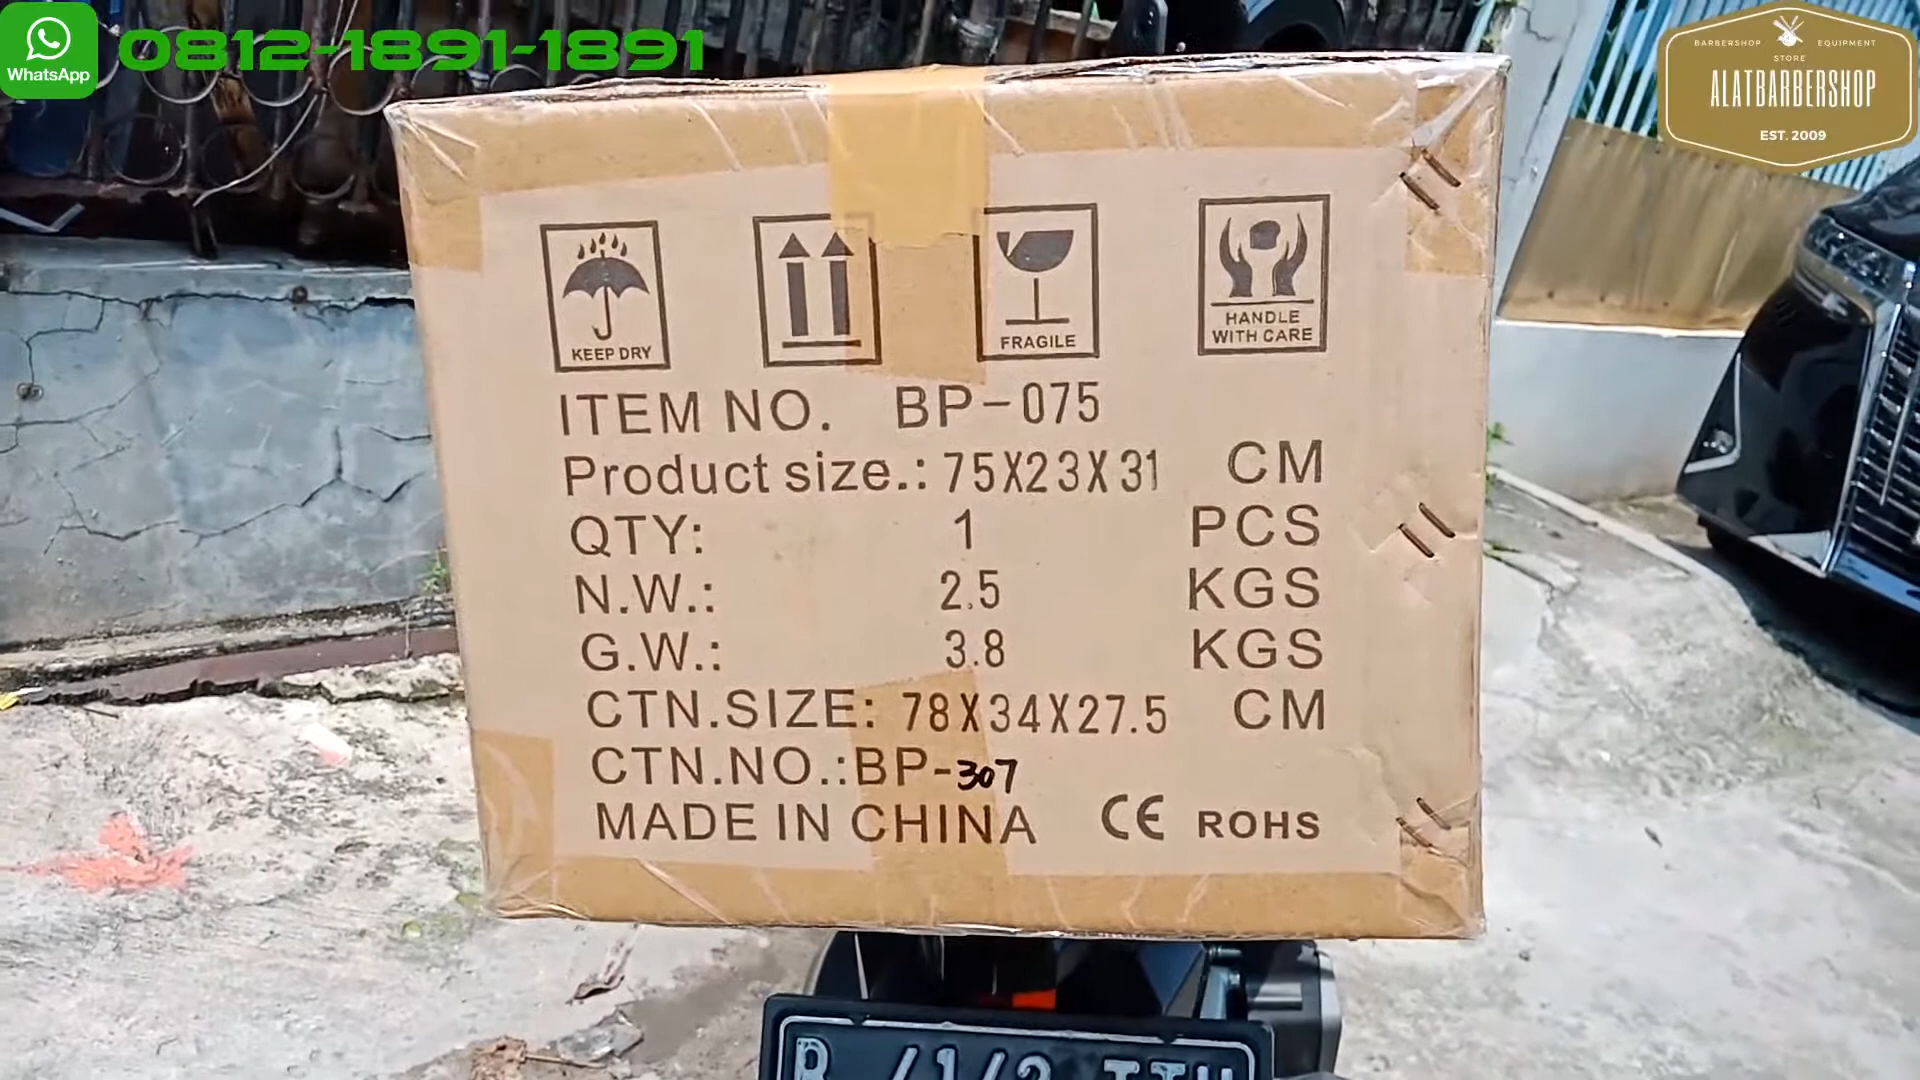 WhatsApp
0812-1891-1891
BARBERSHOP EQUIPMENT
STORE
ALATBARBERSHOP
EST. 2009
KEEP DRY
FRAGILE
HANDLE
WITH CARE
ITEM NO. BP-075
Product size.: 75X23X31 CM
QTY: 1 PCS
N.W.: 2.5 KGS
G.W.: 3.8 KGS
CTN.SIZE: 78X34X27.5 CM
CTN.NO.:BP-307
MADE IN CHINA CE ROHS